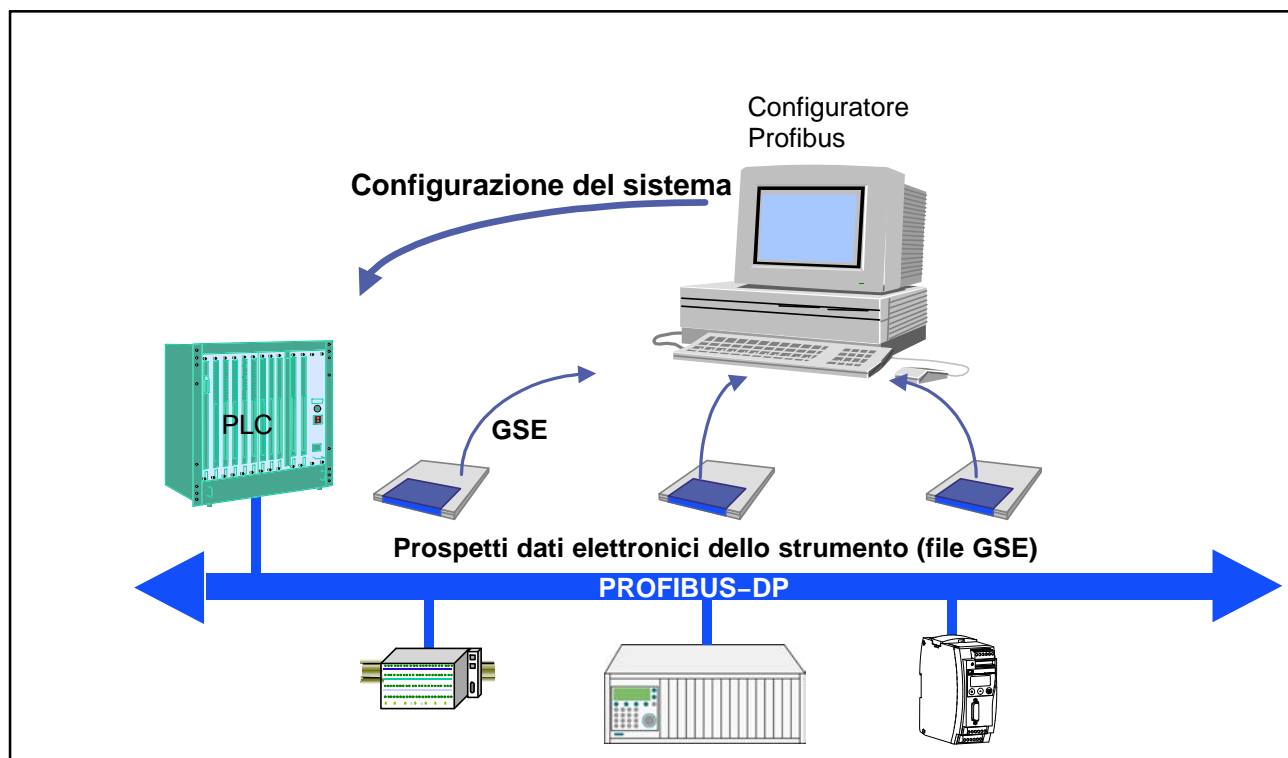 Configuratore
Profibus
Configurazione del sistema
PLC
GSE
Prospetti dati elettronici dello strumento (file GSE)
PROFIBUS–DP